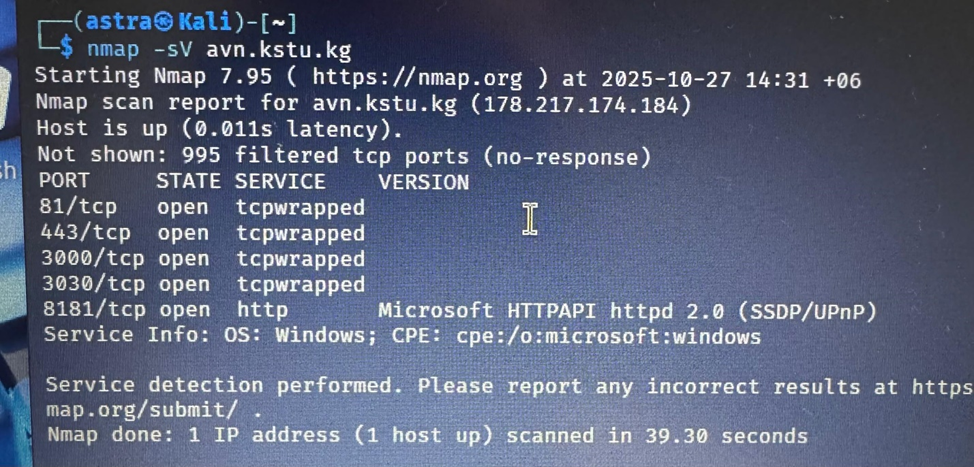 sh
┌──(astra㉿Kali)-[~]
└─$ nmap -sV avn.kstu.kg
Starting Nmap 7.95 ( https://nmap.org ) at 2025-10-27 14:31 +06
Nmap scan report for avn.kstu.kg (178.217.174.184)
Host is up (0.011s latency).
Not shown: 995 filtered tcp ports (no-response)
PORT     STATE SERVICE    VERSION
81/tcp   open  tcpwrapped
443/tcp  open  tcpwrapped
3000/tcp open  tcpwrapped
3030/tcp open  tcpwrapped
8181/tcp open  http       Microsoft HTTPAPI httpd 2.0 (SSDP/UPnP)
Service Info: OS: Windows; CPE: cpe:/o:microsoft:windows
Service detection performed. Please report any incorrect results at https
map.org/submit/ .
Nmap done: 1 IP address (1 host up) scanned in 39.30 seconds